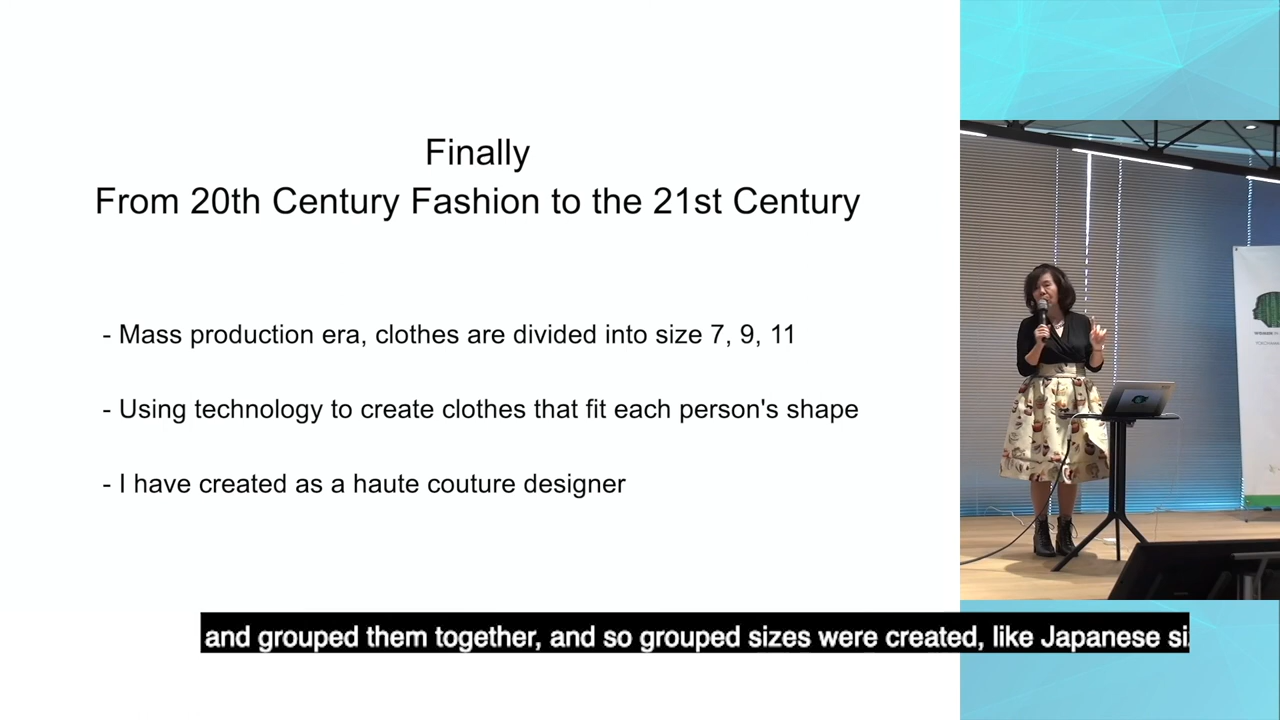 Finally
From 20th Century Fashion to the 21st Century
- Mass production era, clothes are divided into size 7, 9, 11
- Using technology to create clothes that fit each person's shape
- I have created as a haute couture designer
and grouped them together, and so grouped sizes were created, like Japanese si